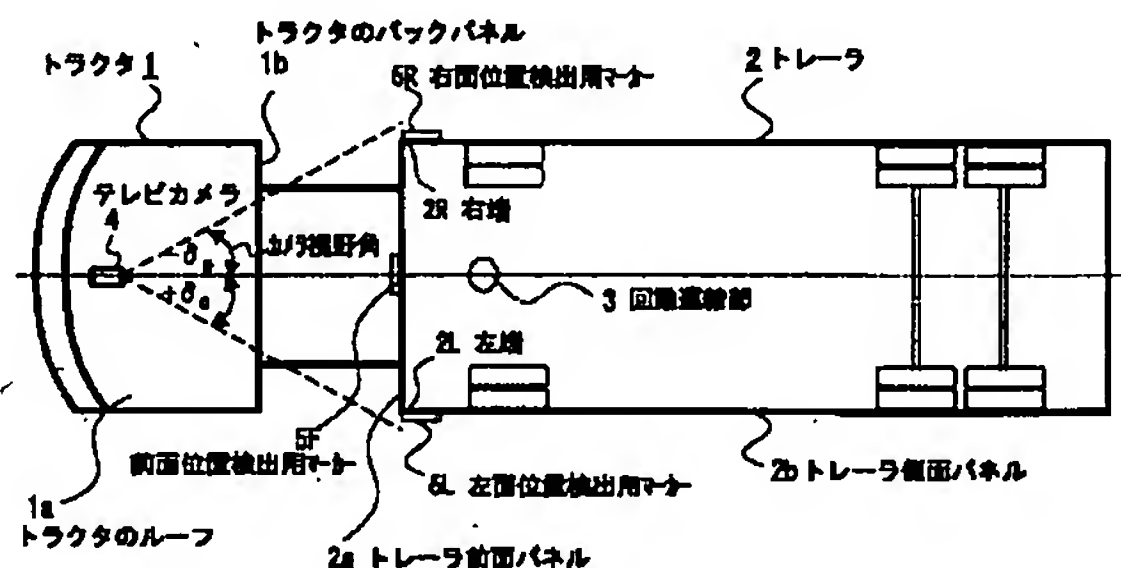 トラクタのバックパネル
1b
トラクタ 1
5R 右面位置検出用マーカー
2 トレーラ
テレビカメラ
4
カメラ視野角
2R 右端
3 回動連結部
2L 左端
5F
前面位置検出用マーカー
5L 左面位置検出用マーカー
2b トレーラ側面パネル
1a
トラクタのルーフ
2a トレーラ前面パネル